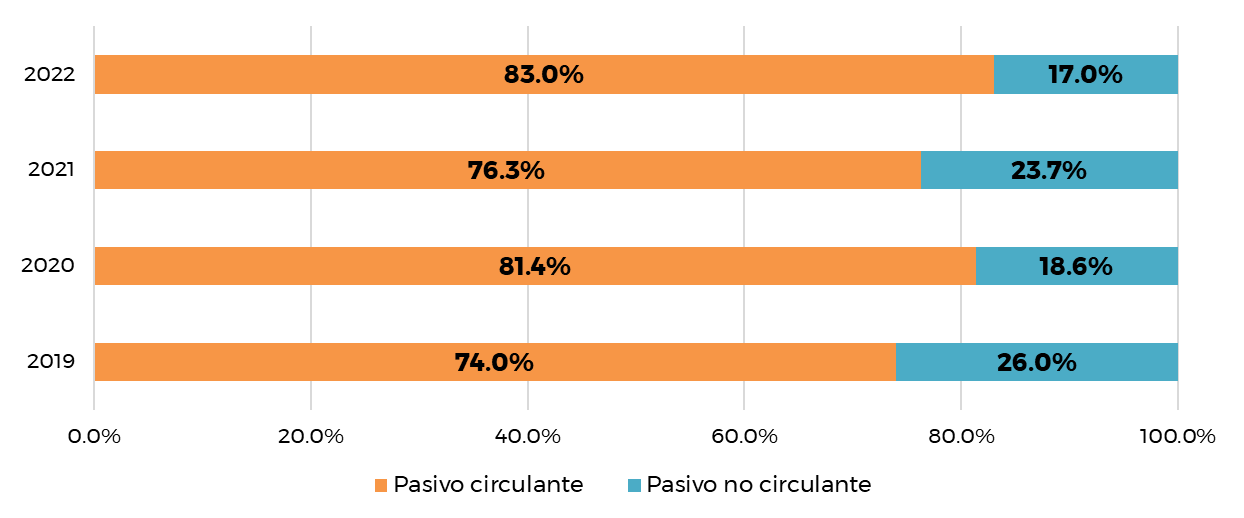 2022 83.0% 17.0%
2021 76.3% 23.7%
2020 81.4% 18.6%
2019 74.0% 26.0%
0.0% 20.0% 40.0% 60.0% 80.0% 100.0%
Pasivo circulante Pasivo no circulante